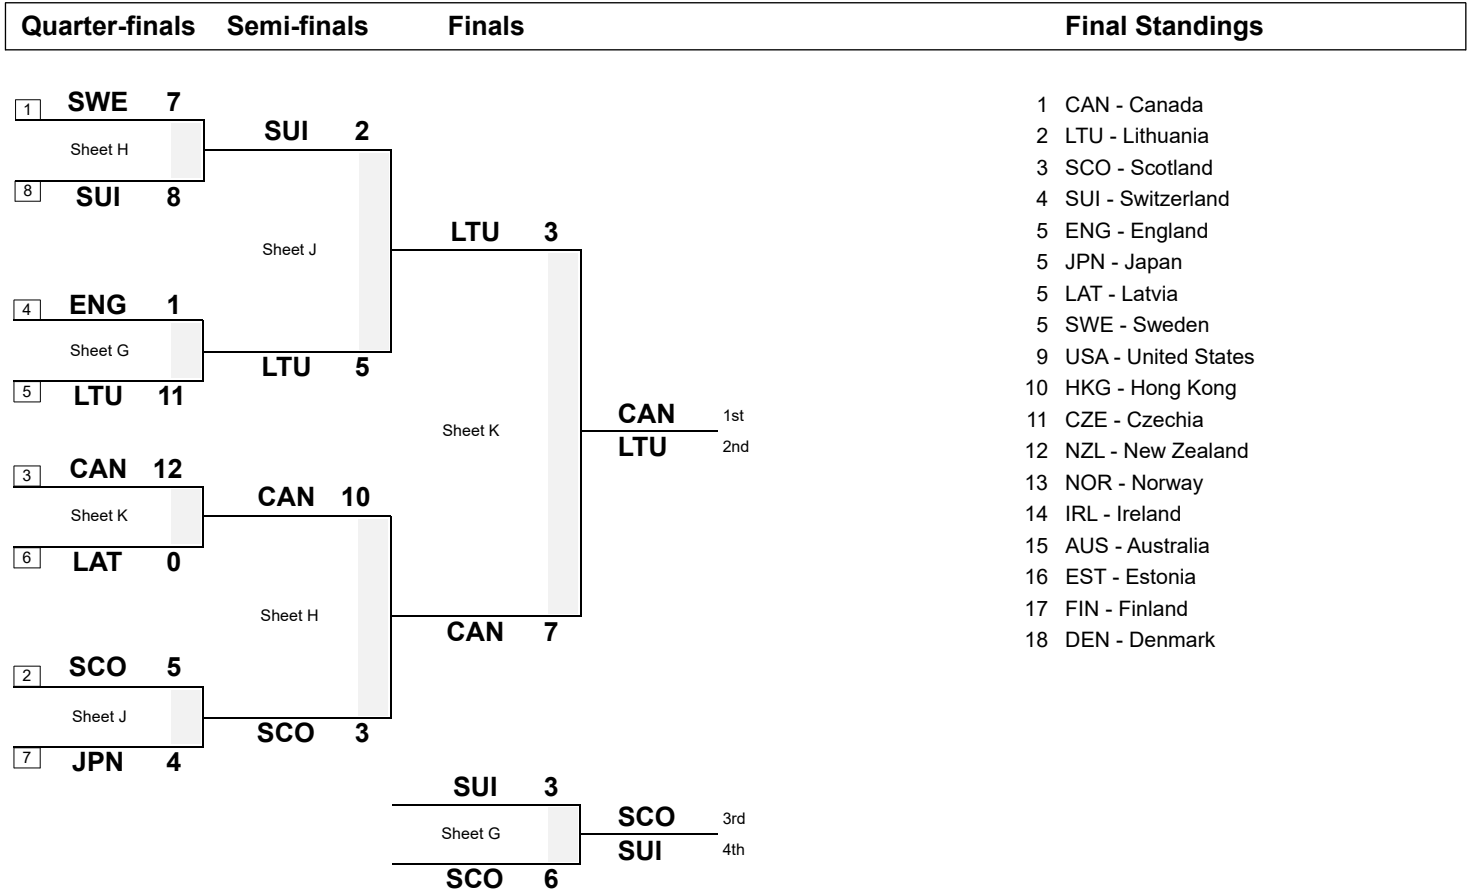 Quarter-finals Semi-finals Finals Final Standings
1 SWE 7
Sheet H
8 SUI 8
SUI 2
Sheet J
LTU 5
4 ENG 1
Sheet G
5 LTU 11
LTU 3
Sheet K
CAN 7
CAN 1st
LTU 2nd
3 CAN 12
Sheet K
6 LAT 0
CAN 10
Sheet H
SCO 3
2 SCO 5
Sheet J
7 JPN 4
SUI 3
Sheet G
SCO 6
SCO 3rd
SUI 4th
1 CAN - Canada
2 LTU - Lithuania
3 SCO - Scotland
4 SUI - Switzerland
5 ENG - England
5 JPN - Japan
5 LAT - Latvia
5 SWE - Sweden
9 USA - United States
10 HKG - Hong Kong
11 CZE - Czechia
12 NZL - New Zealand
13 NOR - Norway
14 IRL - Ireland
15 AUS - Australia
16 EST - Estonia
17 FIN - Finland
18 DEN - Denmark